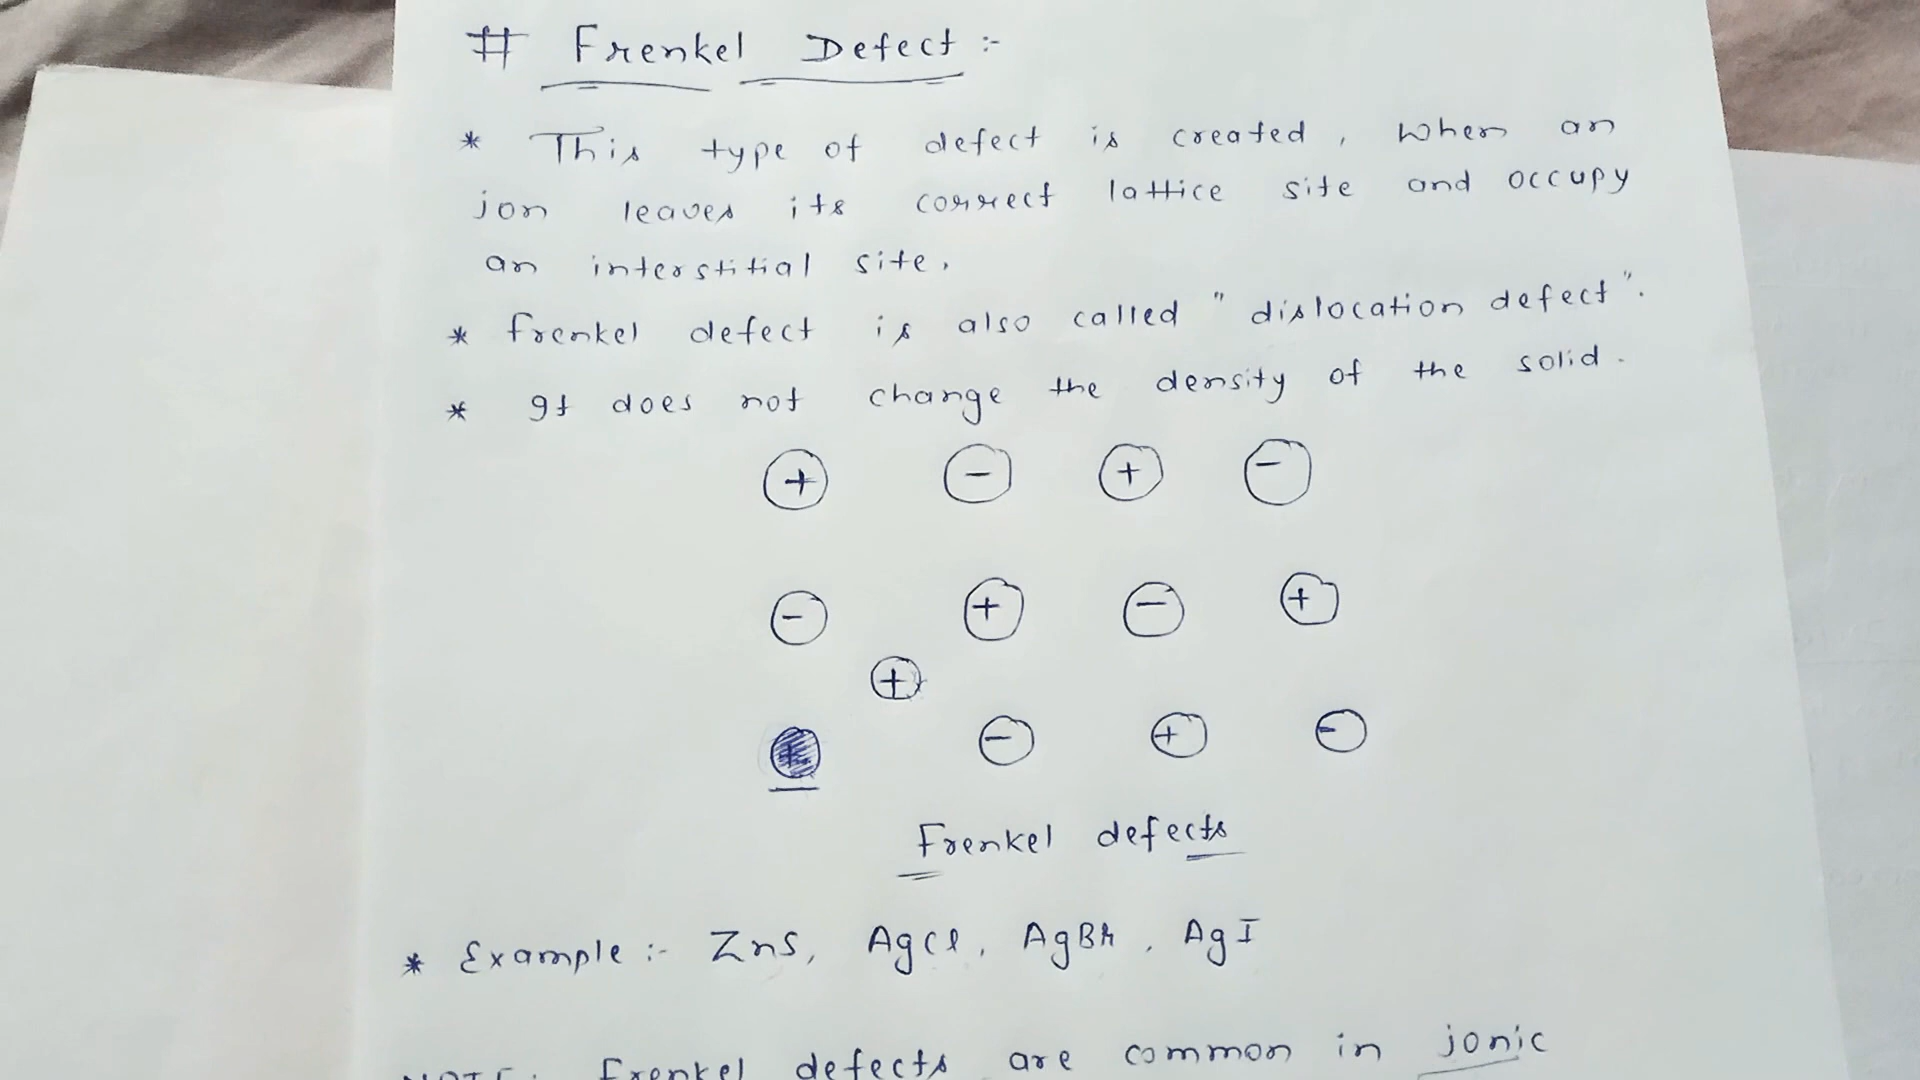 # Frenkel Defect :-
* This type of defect is created, when an
ion leaves its correct lattice site and occupy
an interstitial site.
* frenkel defect is also called "dislocation defect".
* It does not change the density of the solid.
+ - + -
- + - +
+
+ - + -
Frenkel defects
* Example :- ZnS, AgCl, AgBr, AgI
NOTE: Frenkel defects are common in ionic